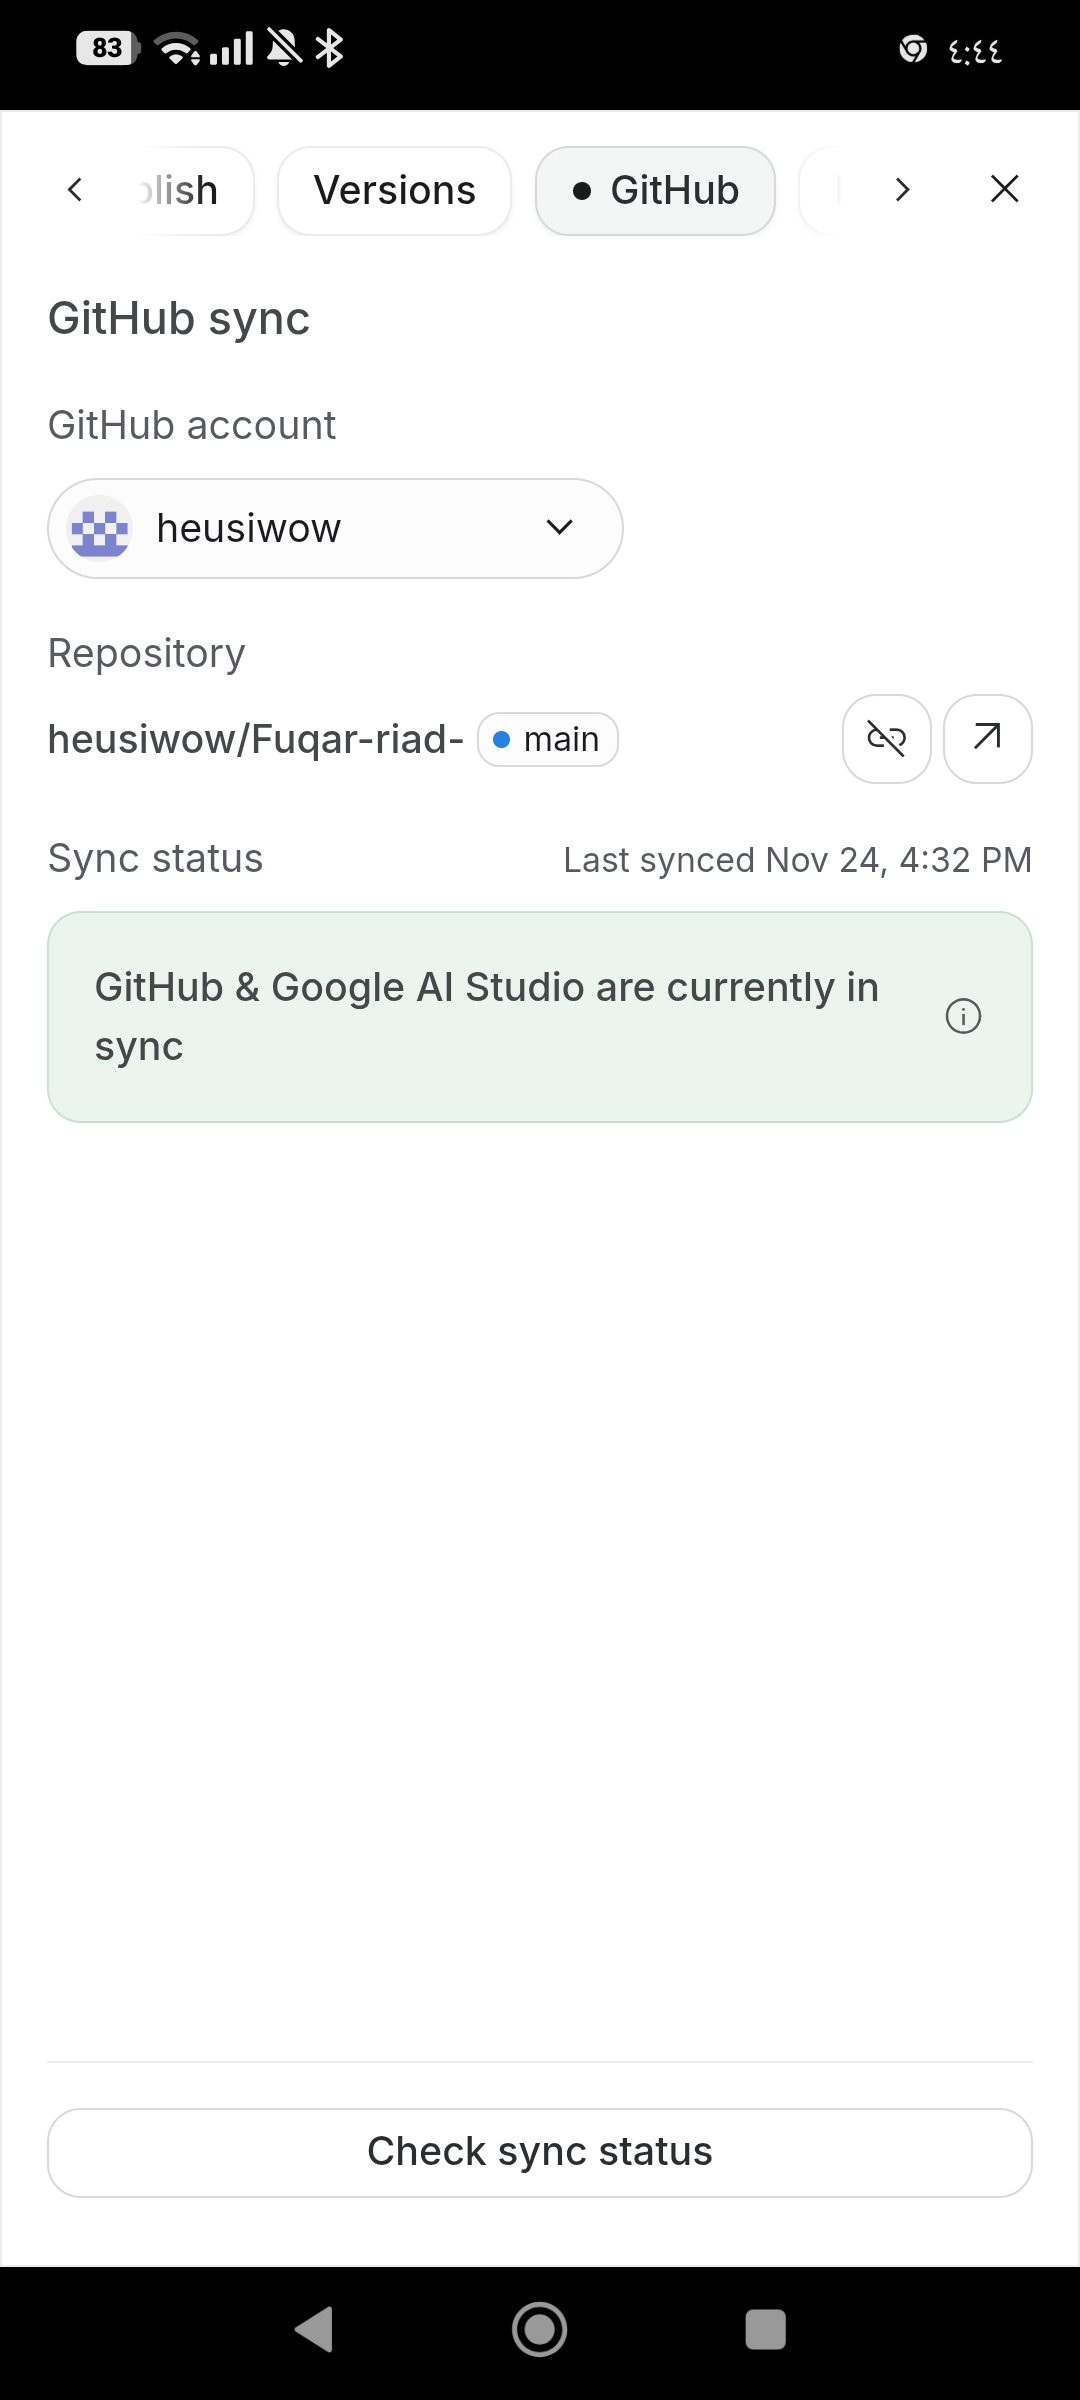 83
٤:٤٤
lish
Versions
GitHub
GitHub sync
GitHub account
heusiwow
Repository
heusiwow/Fuqar-riad-
main
Sync status
Last synced Nov 24, 4:32 PM
GitHub & Google AI Studio are currently in
sync
Check sync status